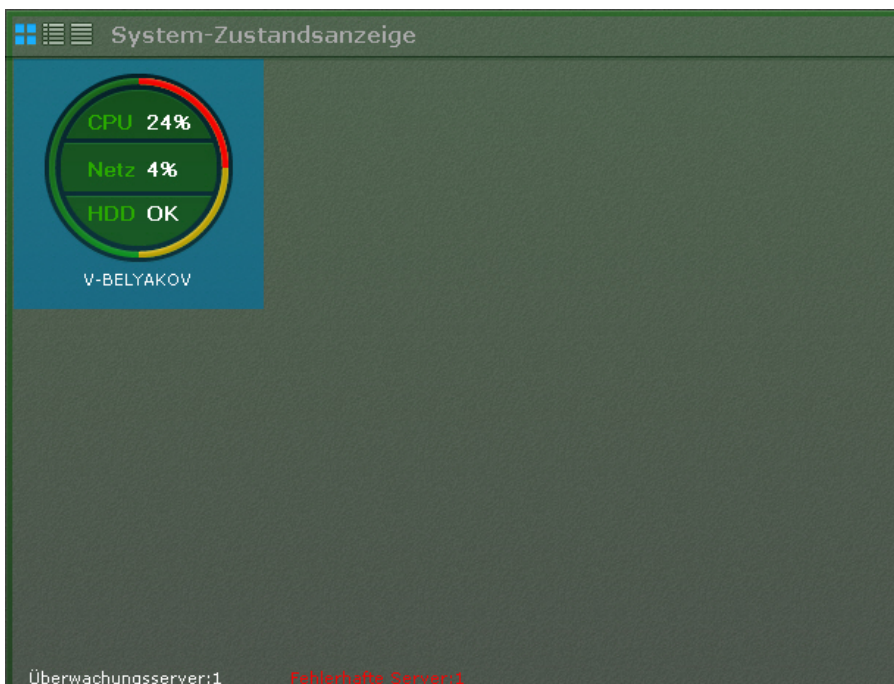 System-Zustandsanzeige
CPU 24%
Netz 4%
HDD OK
V-BELYAKOV
Überwachungsserver:1 Fehlerhafte Server:1